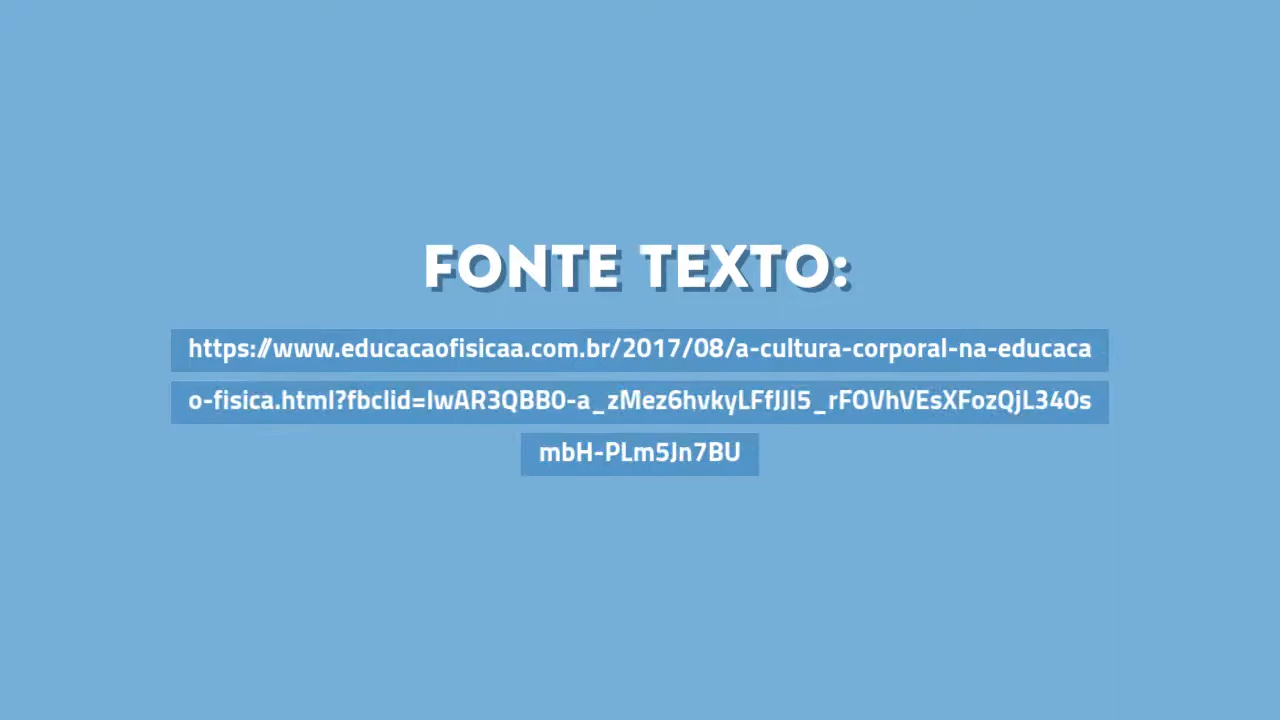 FONTE TEXTO:
https://www.educacaofisicaa.com.br/2017/08/a-cultura-corporal-na-educaca
o-fisica.html?fbclid=IwAR3QBB0-a_zMez6hvkyLFfJJI5_rFOVhVEsXFozQjL340s
mbH-PLm5Jn7BU